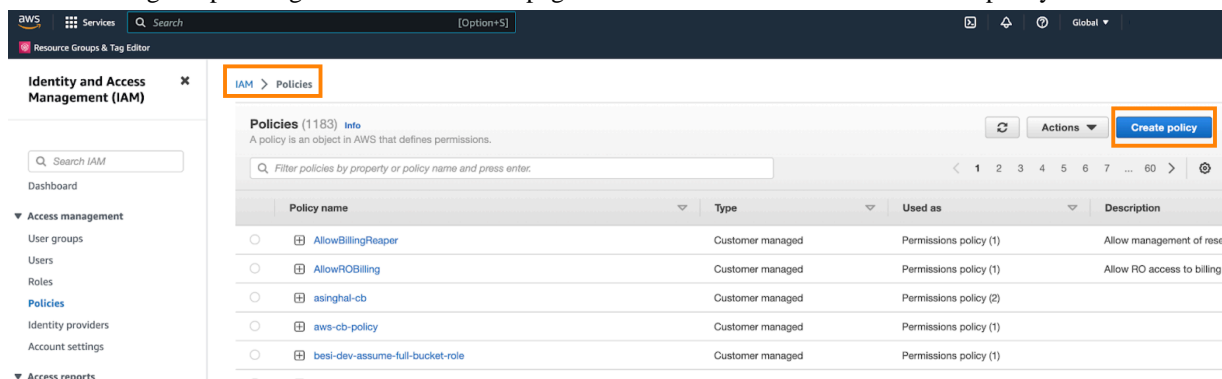 aws Services Search [Option+S] Global
Resource Groups & Tag Editor
Identity and Access
Management (IAM)
Search IAM
Dashboard
Access management
User groups
Users
Roles
Policies
Identity providers
Account settings
Access reports
IAM > Policies
Policies (1183) Info
A policy is an object in AWS that defines permissions.
Actions Create policy
Filter policies by property or policy name and press enter.
1 2 3 4 5 6 7 ... 60
Policy name Type Used as Description
AllowBillingReaper Customer managed Permissions policy (1) Allow management of rese
AllowROBilling Customer managed Permissions policy (1) Allow RO access to billing
asinghal-cb Customer managed Permissions policy (2)
aws-cb-policy Customer managed Permissions policy (1)
besi-dev-assume-full-bucket-role Customer managed Permissions policy (1)